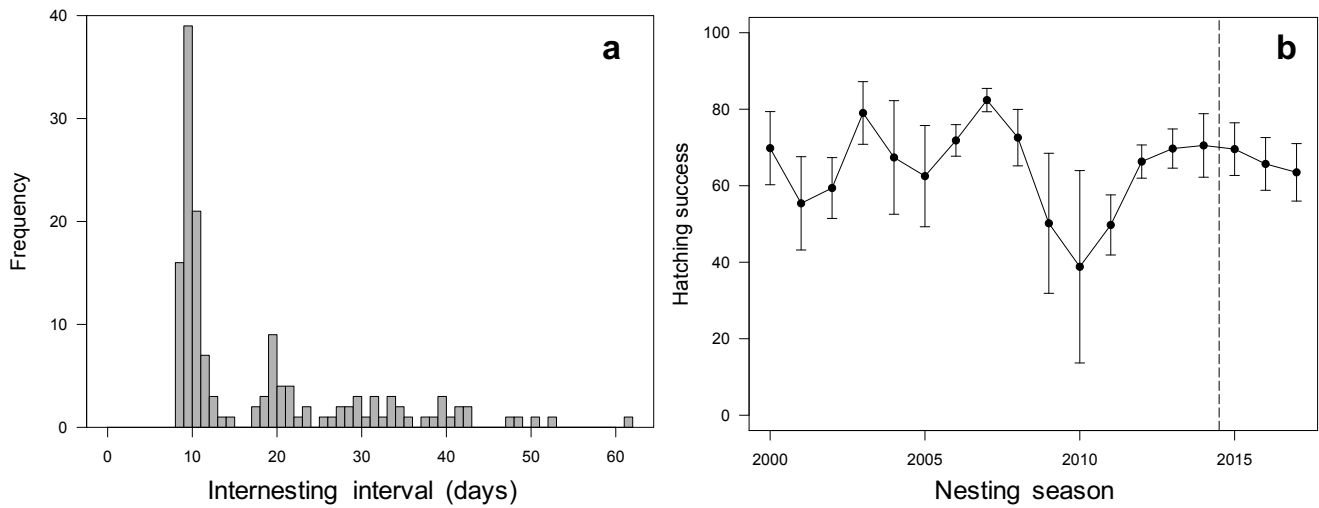 a
Frequency
40
30
20
10
0
0 10 20 30 40 50 60
Internesting interval (days)
b
Hatching success
100
80
60
40
20
0
2000 2005 2010 2015
Nesting season